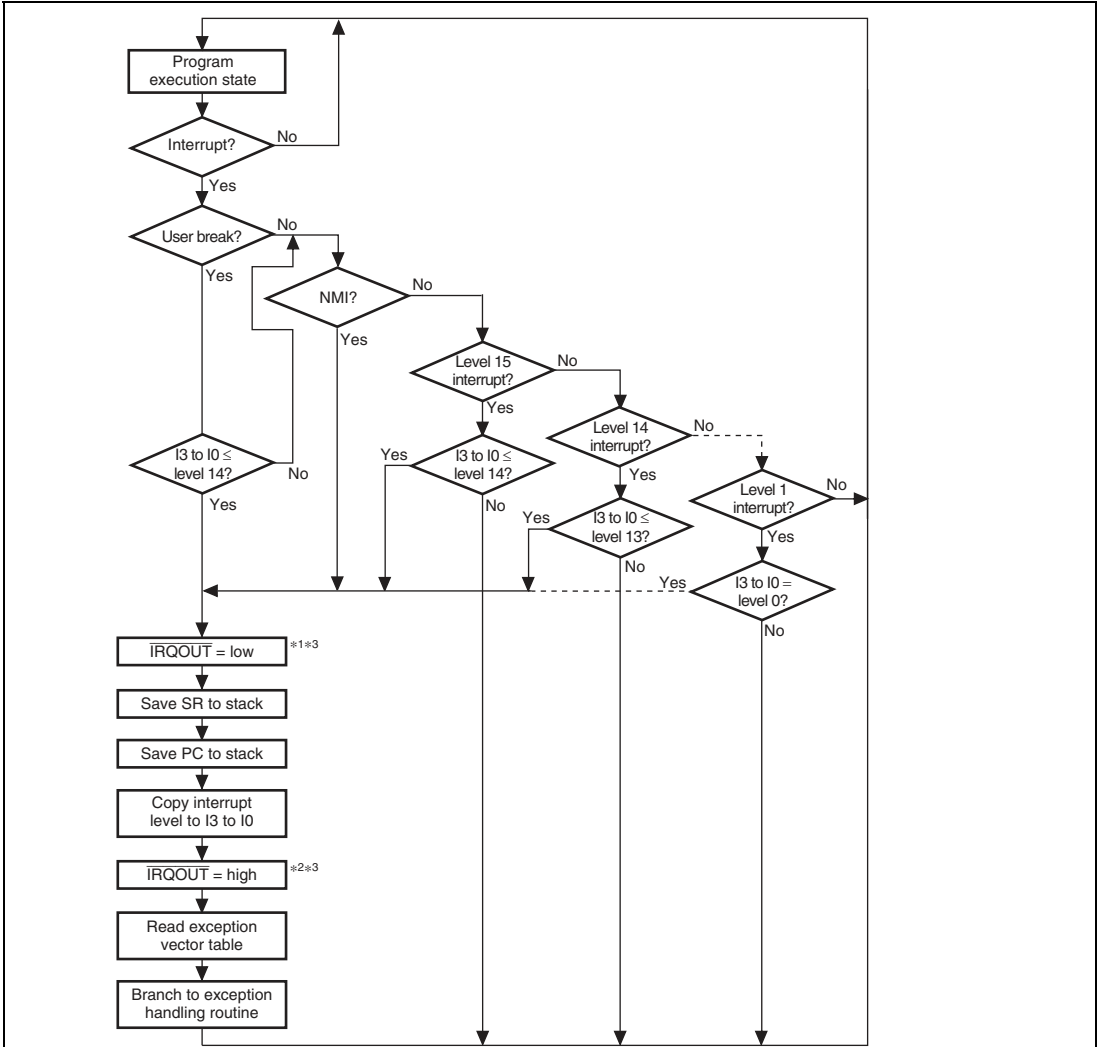 Program
execution state
Interrupt?
No
Yes
User break?
No
Yes
NMI?
No
Yes
Level 15
interrupt?
No
Yes
Level 14
interrupt?
No
Yes
I3 to I0 ≤
level 14?
No
Yes
Yes
I3 to I0 ≤
level 14?
No
Level 1
interrupt?
No
Yes
Yes
I3 to I0 ≤
level 13?
No
Yes
I3 to I0 =
level 0?
No
IRQOUT = low *1*3
Save SR to stack
Save PC to stack
Copy interrupt
level to I3 to I0
IRQOUT = high *2*3
Read exception
vector table
Branch to exception
handling routine